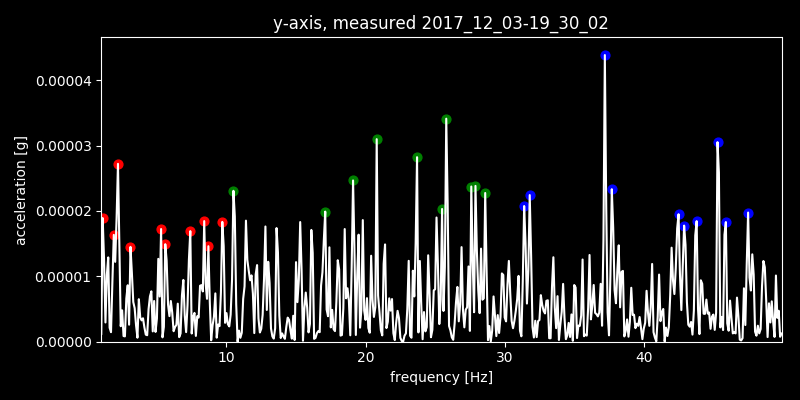 y-axis, measured 2017_12_03-19_30_02
0.00004
0.00003
0.00002
0.00001
0.00000
acceleration [g]
10 20 30 40
frequency [Hz]